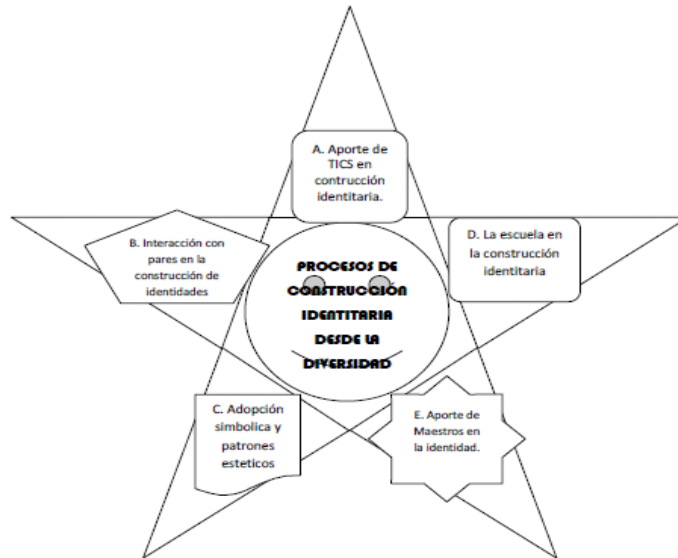 A. Aporte de
TICS en
contrucción
identitaria.
B. Interacción con
pares en la
construcción de
identidades
D. La escuela en
la construcción
identitaria
PROCESOS DE
CONSTRUCCIÓN
IDENTITARIA
DESDE LA
DIVERSIDAD
C. Adopción
simbolica y
patrones
esteticos
E. Aporte de
Maestros en
la identidad.